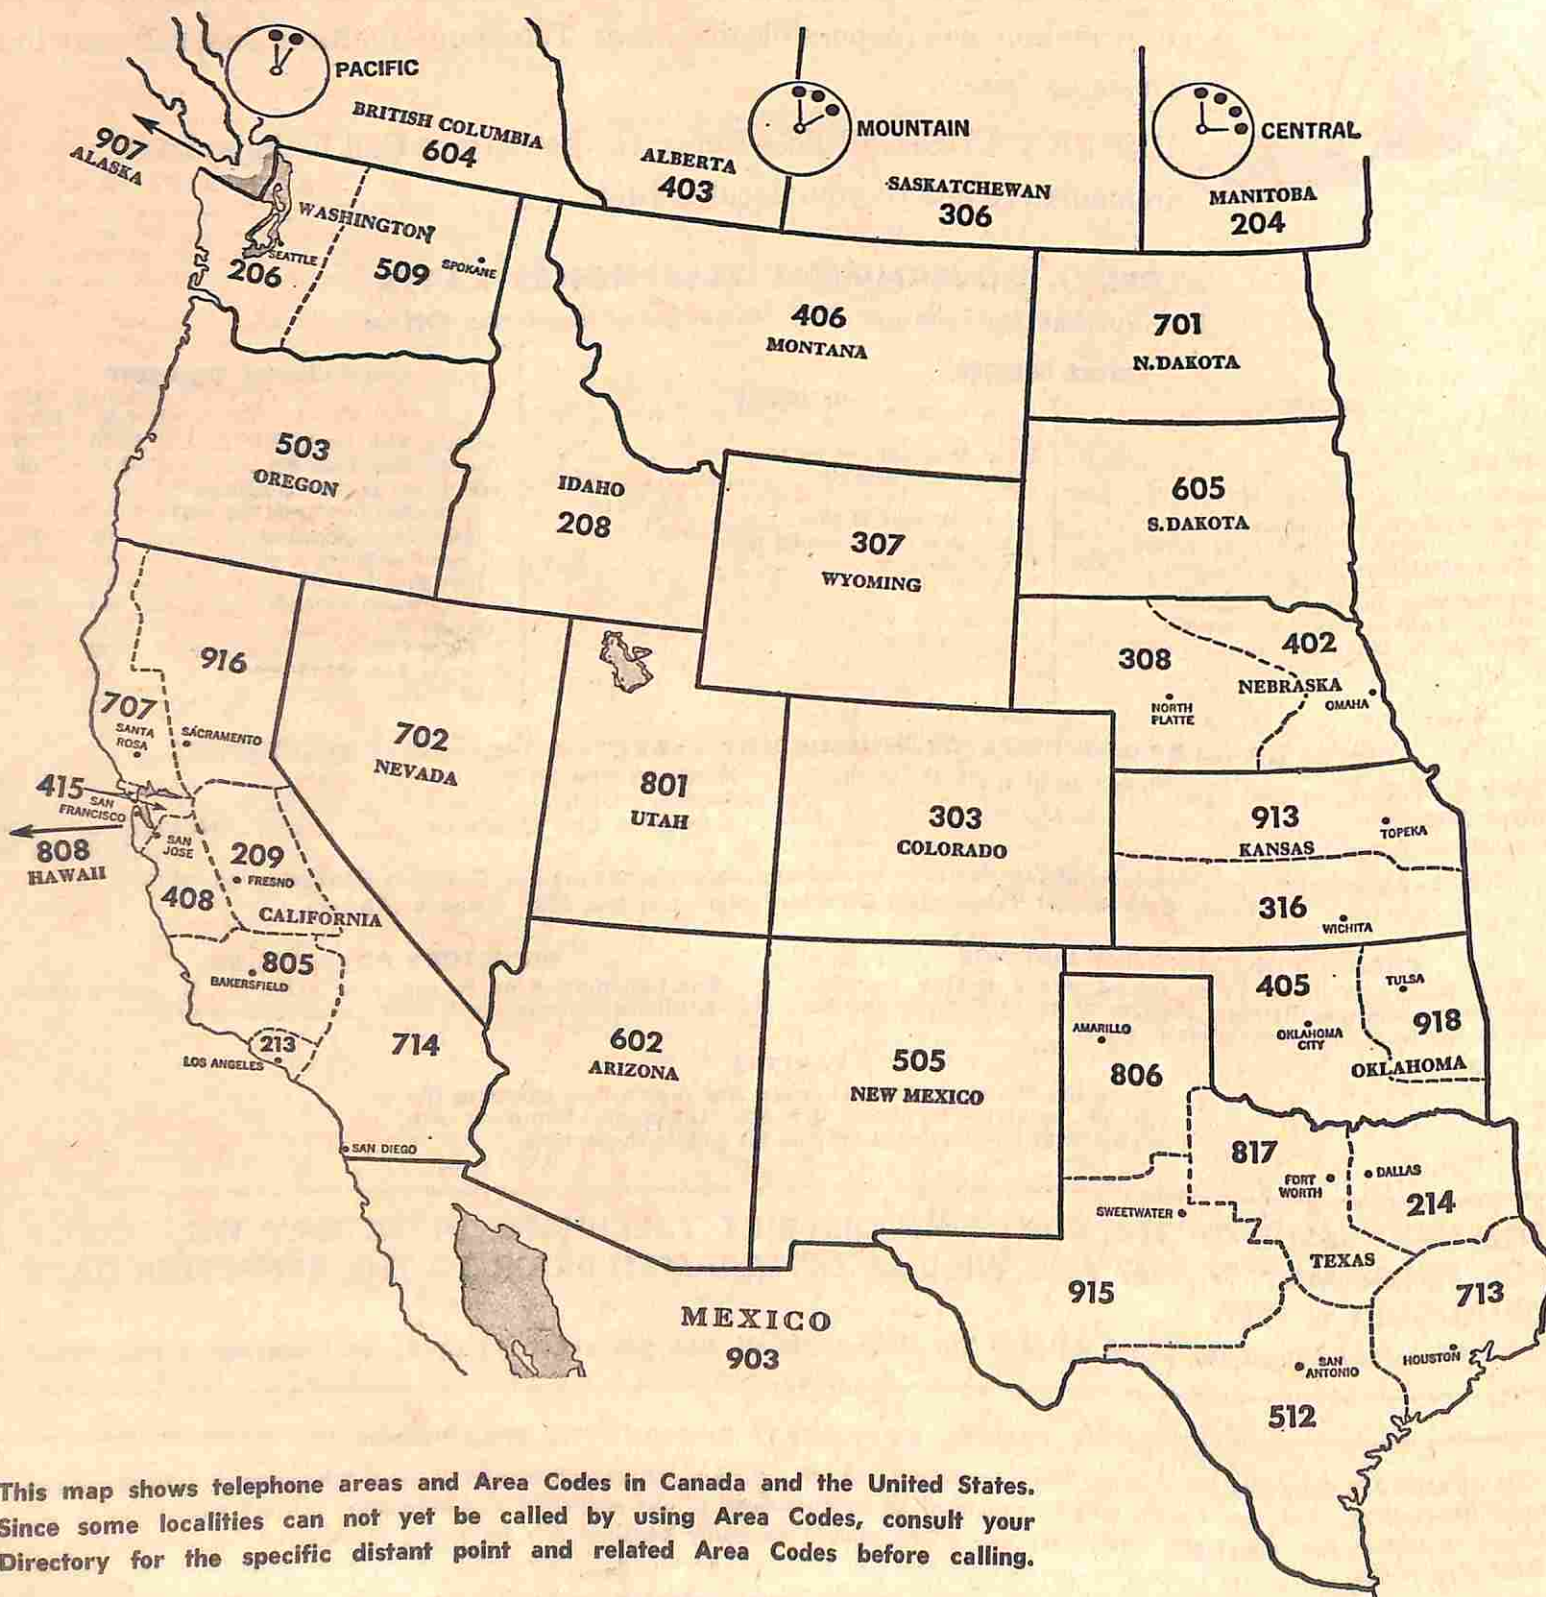 PACIFIC
MOUNTAIN
CENTRAL
907
ALASKA
BRITISH COLUMBIA
604
ALBERTA
403
SASKATCHEWAN
306
MANITOBA
204
WASHINGTON
SEATTLE
206
509
SPOKANE
406
MONTANA
701
N.DAKOTA
503
OREGON
IDAHO
208
307
WYOMING
605
S.DAKOTA
916
707
SANTA
ROSA
SACRAMENTO
702
NEVADA
801
UTAH
303
COLORADO
308
NORTH
PLATTE
402
NEBRASKA
OMAHA
913
KANSAS
TOPEKA
316
WICHITA
415
SAN
FRANCISCO
808
HAWAII
SAN
JOSE
408
209
FRESNO
CALIFORNIA
805
BAKERSFIELD
213
LOS ANGELES
714
SAN DIEGO
602
ARIZONA
505
NEW MEXICO
405
OKLAHOMA
CITY
TULSA
918
OKLAHOMA
AMARILLO
806
817
FORT
WORTH
DALLAS
214
SWEETWATER
TEXAS
915
713
HOUSTON
SAN
ANTONIO
512
MEXICO
903
This map shows telephone areas and Area Codes in Canada and the United States.
Since some localities can not yet be called by using Area Codes, consult your
Directory for the specific distant point and related Area Codes before calling.